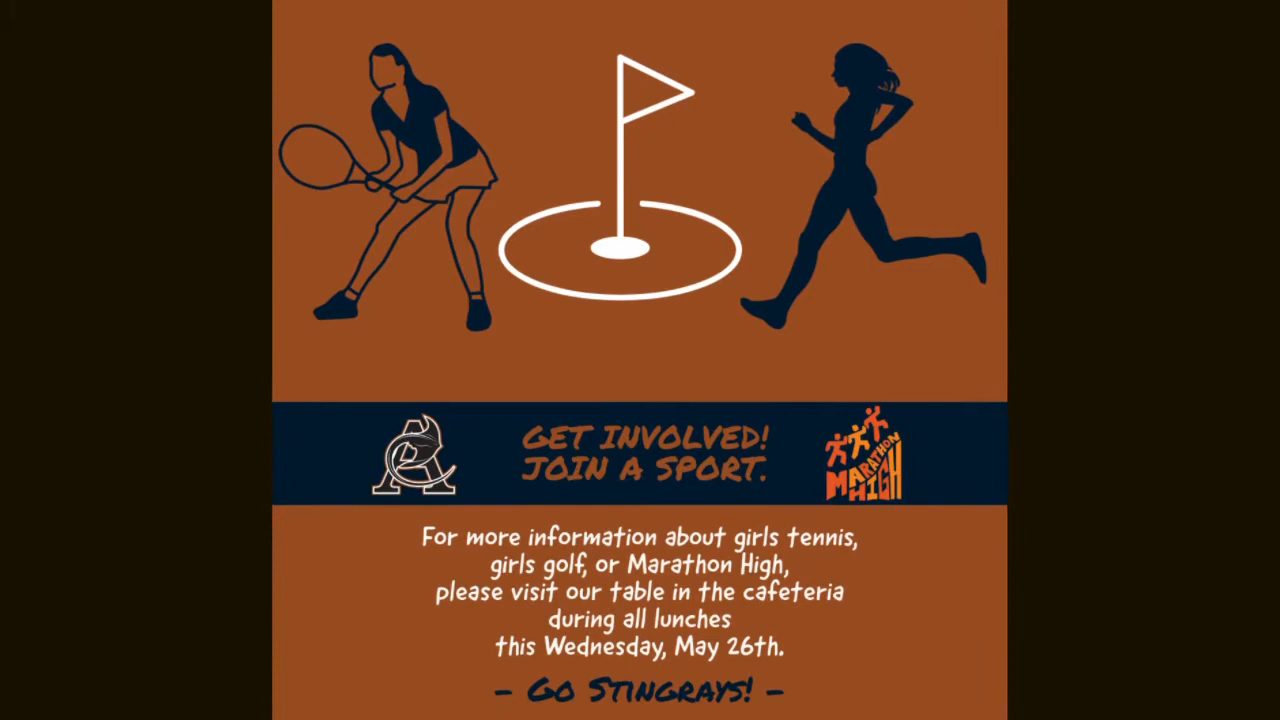 GET INVOLVED!
JOIN A SPORT.
MARATHON
HIGH
For more information about girls tennis,
girls golf, or Marathon High,
please visit our table in the cafeteria
during all lunches
this Wednesday, May 26th.
- GO STINGRAYS! -